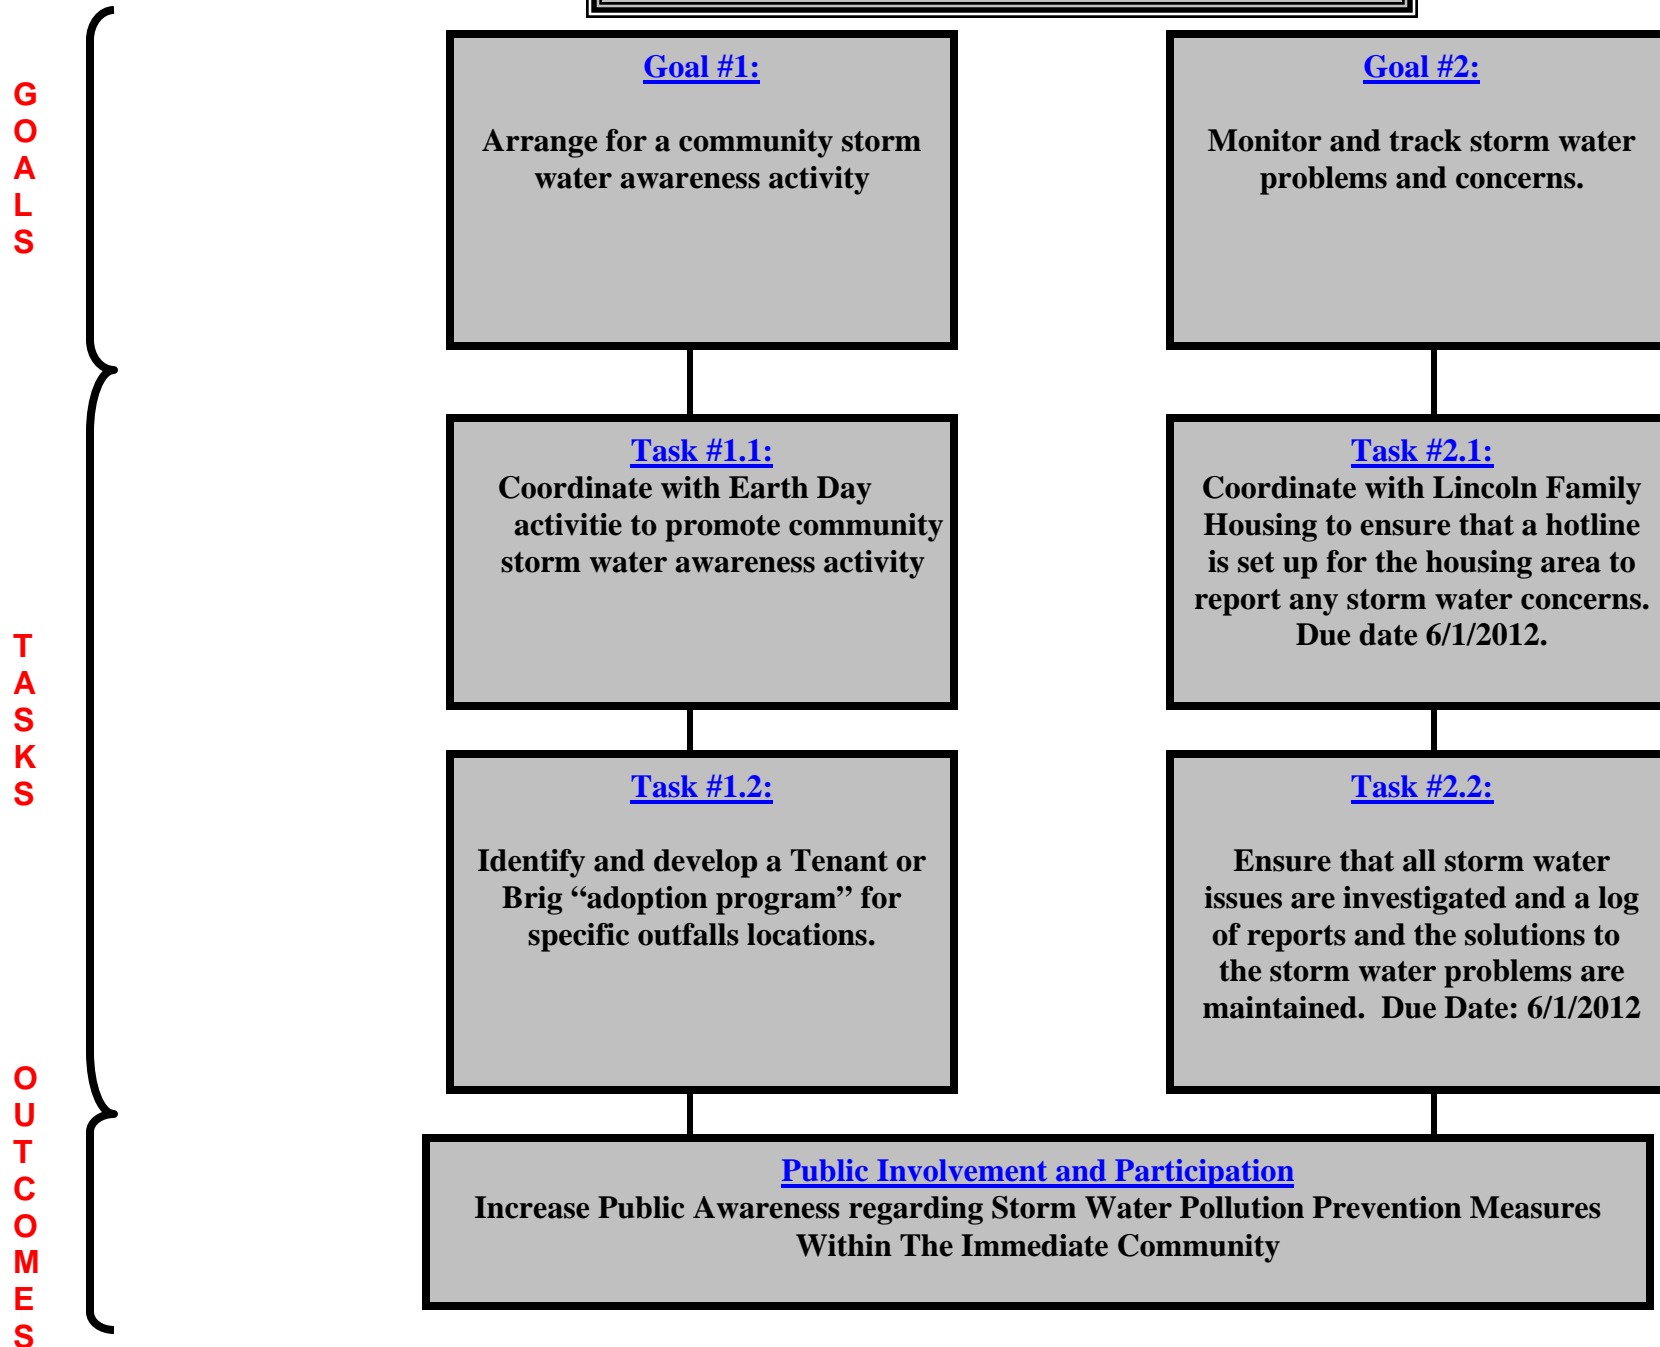 GOALS
Goal #1:
Arrange for a community storm
water awareness activity
Goal #2:
Monitor and track storm water
problems and concerns.
TASKS
Task #1.1:
Coordinate with Earth Day
activitie to promote community
storm water awareness activity
Task #2.1:
Coordinate with Lincoln Family
Housing to ensure that a hotline
is set up for the housing area to
report any storm water concerns.
Due date 6/1/2012.
Task #1.2:
Identify and develop a Tenant or
Brig “adoption program” for
specific outfalls locations.
Task #2.2:
Ensure that all storm water
issues are investigated and a log
of reports and the solutions to
the storm water problems are
maintained.  Due Date: 6/1/2012
OUTCOMES
Public Involvement and Participation
Increase Public Awareness regarding Storm Water Pollution Prevention Measures
Within The Immediate Community